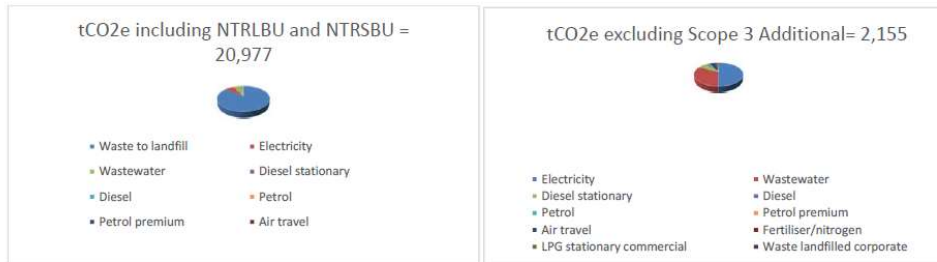 tCO2e including NTRLBU and NTRSBU =
20,977
Waste to landfill
Electricity
Wastewater
Diesel stationary
Diesel
Petrol
Petrol premium
Air travel
tCO2e excluding Scope 3 Additional= 2,155
Electricity
Wastewater
Diesel stationary
Diesel
Petrol
Petrol premium
Air travel
Fertiliser/nitrogen
LPG stationary commercial
Waste landfilled corporate